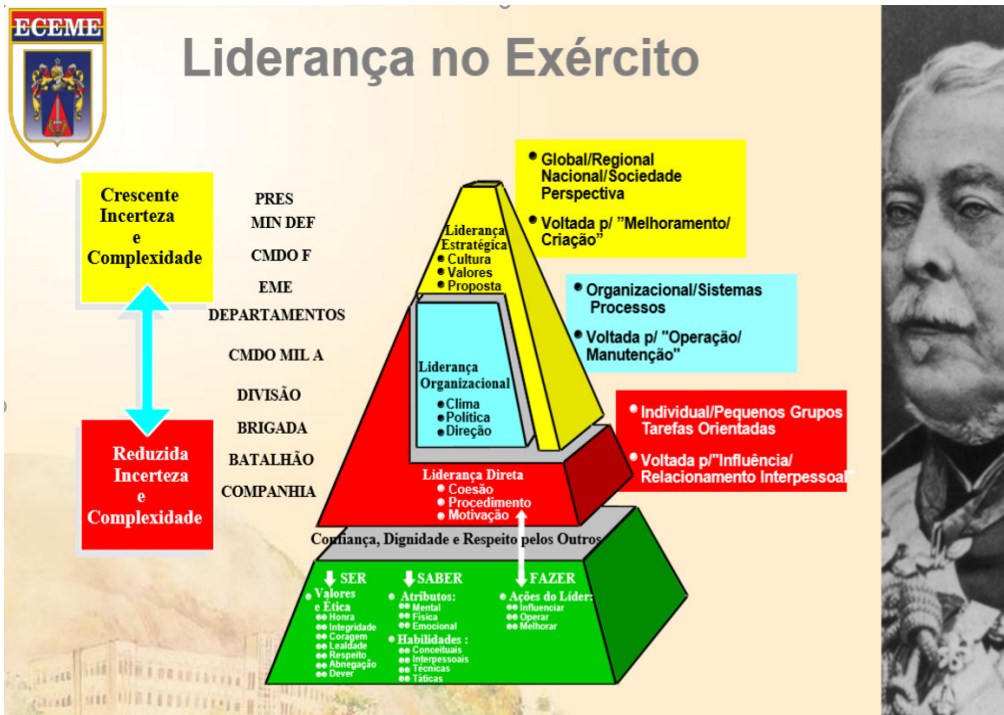 ECEME
Liderança no Exército
Crescente
Incerteza
e
Complexidade
Reduzida
Incerteza
e
Complexidade
PRES
MIN DEF
CMDO F
EME
DEPARTAMENTOS
CMDO MIL A
DIVISÃO
BRIGADA
BATALHÃO
COMPANHIA
Liderança
Estratégica
Cultura
Valores
Proposta
Liderança
Organizacional
Clima
Política
Direção
Liderança Direta
Coesão
Procedimento
Motivação
Confiança, Dignidade e Respeito pelos Outros
SER
Valores
e Ética
Honra
Integridade
Coragem
Lealdade
Respeito
Abnegação
Dever
SABER
Atributos:
Mental
Física
Emocional
Habilidades :
Conceituais
Interpessoais
Técnicas
Táticas
FAZER
Ações do Líder:
Influenciar
Operar
Melhorar
Global/Regional
Nacional/Sociedade
Perspectiva
Voltada p/ "Melhoramento/
Criação"
Organizacional/Sistemas
Processos
Voltada p/ "Operação/
Manutenção"
Individual/Pequenos Grupos
Tarefas Orientadas
Voltada p/"Influência/
Relacionamento Interpessoal"